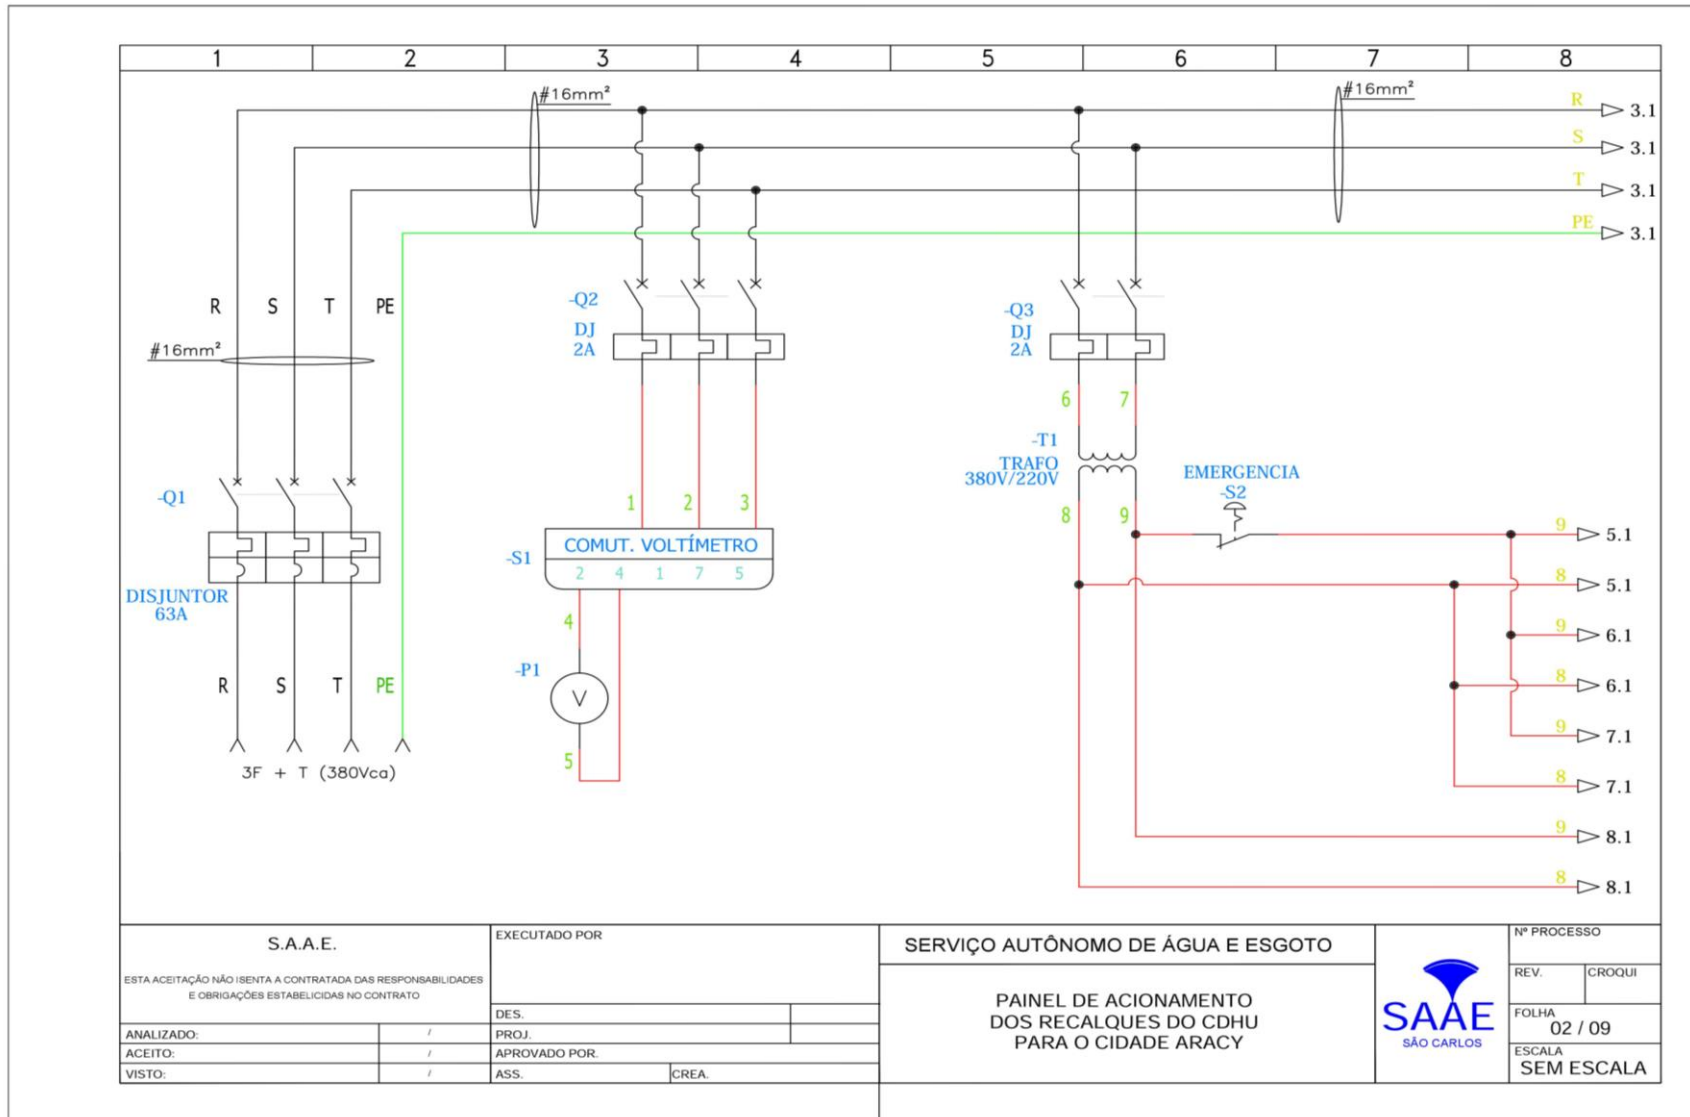 1 2 3 4 5 6 7 8
#16mm² #16mm²
R 3.1
S 3.1
T 3.1
PE 3.1
R S T PE
#16mm²
-Q2
DJ
2A
-Q3
DJ
2A
6 7
-T1
TRAFO
380V/220V
EMERGENCIA
-S2
-Q1
DISJUNTOR
63A
1 2 3
8 9
COMUT. VOLTÍMETRO
-S1
2 4 1 7 5
4
-P1
V
5
R S T PE
3F + T (380Vca)
9 5.1
8 5.1
9 6.1
8 6.1
9 7.1
8 7.1
9 8.1
8 8.1
S.A.A.E.
ESTA ACEITAÇÃO NÃO ISENTA A CONTRATADA DAS RESPONSABILIDADES
E OBRIGAÇÕES ESTABELICIDAS NO CONTRATO
ANALIZADO: /
ACEITO: /
VISTO: /
EXECUTADO POR
DES.
PROJ.
APROVADO POR.
ASS. CREA.
SERVIÇO AUTÔNOMO DE ÁGUA E ESGOTO
PAINEL DE ACIONAMENTO
DOS RECALQUES DO CDHU
PARA O CIDADE ARACY
SAAE
SÃO CARLOS
Nº PROCESSO
REV. CROQUI
FOLHA
02 / 09
ESCALA
SEM ESCALA